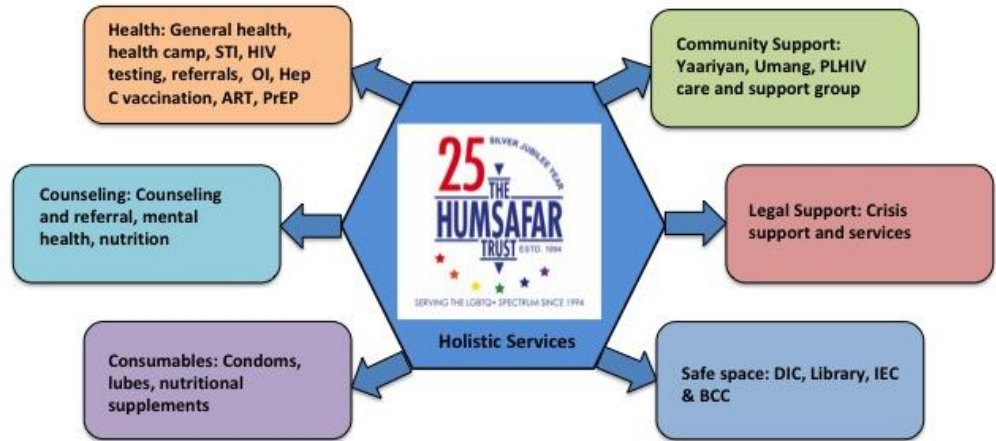 Health: General health,
health camp, STI, HIV
testing, referrals, OI, Hep
C vaccination, ART, PrEP
Community Support:
Yaariyan, Umang, PLHIV
care and support group
Counseling: Counseling
and referral, mental
health, nutrition
25
SILVER JUBILEE YEAR
THE
HUMSAFAR
TRUST
ESTD. 1994
SERVING THE LGBTQ+ SPECTRUM SINCE 1994
Holistic Services
Legal Support: Crisis
support and services
Consumables: Condoms,
lubes, nutritional
supplements
Safe space: DIC, Library, IEC
& BCC